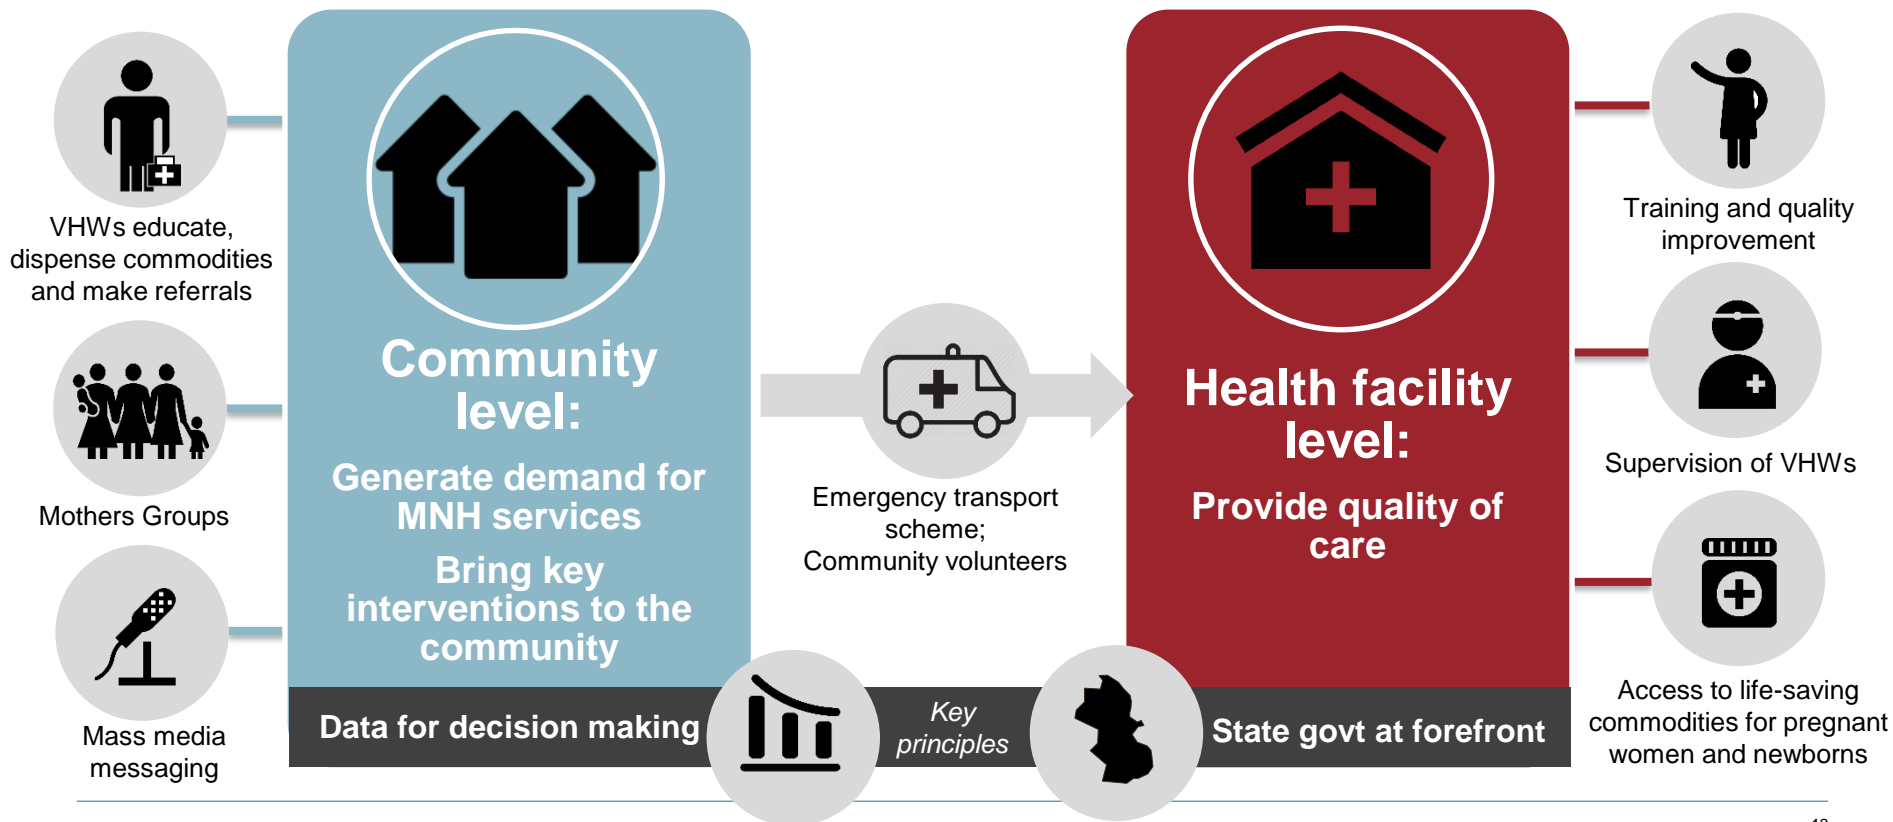 VHWs educate,
dispense commodities
and make referrals
Mothers Groups
Mass media
messaging
Community
level:
Generate demand for
MNH services
Bring key
interventions to the
community
Emergency transport
scheme;
Community volunteers
Health facility
level:
Provide quality of
care
Training and quality
improvement
Supervision of VHWs
Access to life-saving
commodities for pregnant
women and newborns
Data for decision making
Key
principles
State govt at forefront